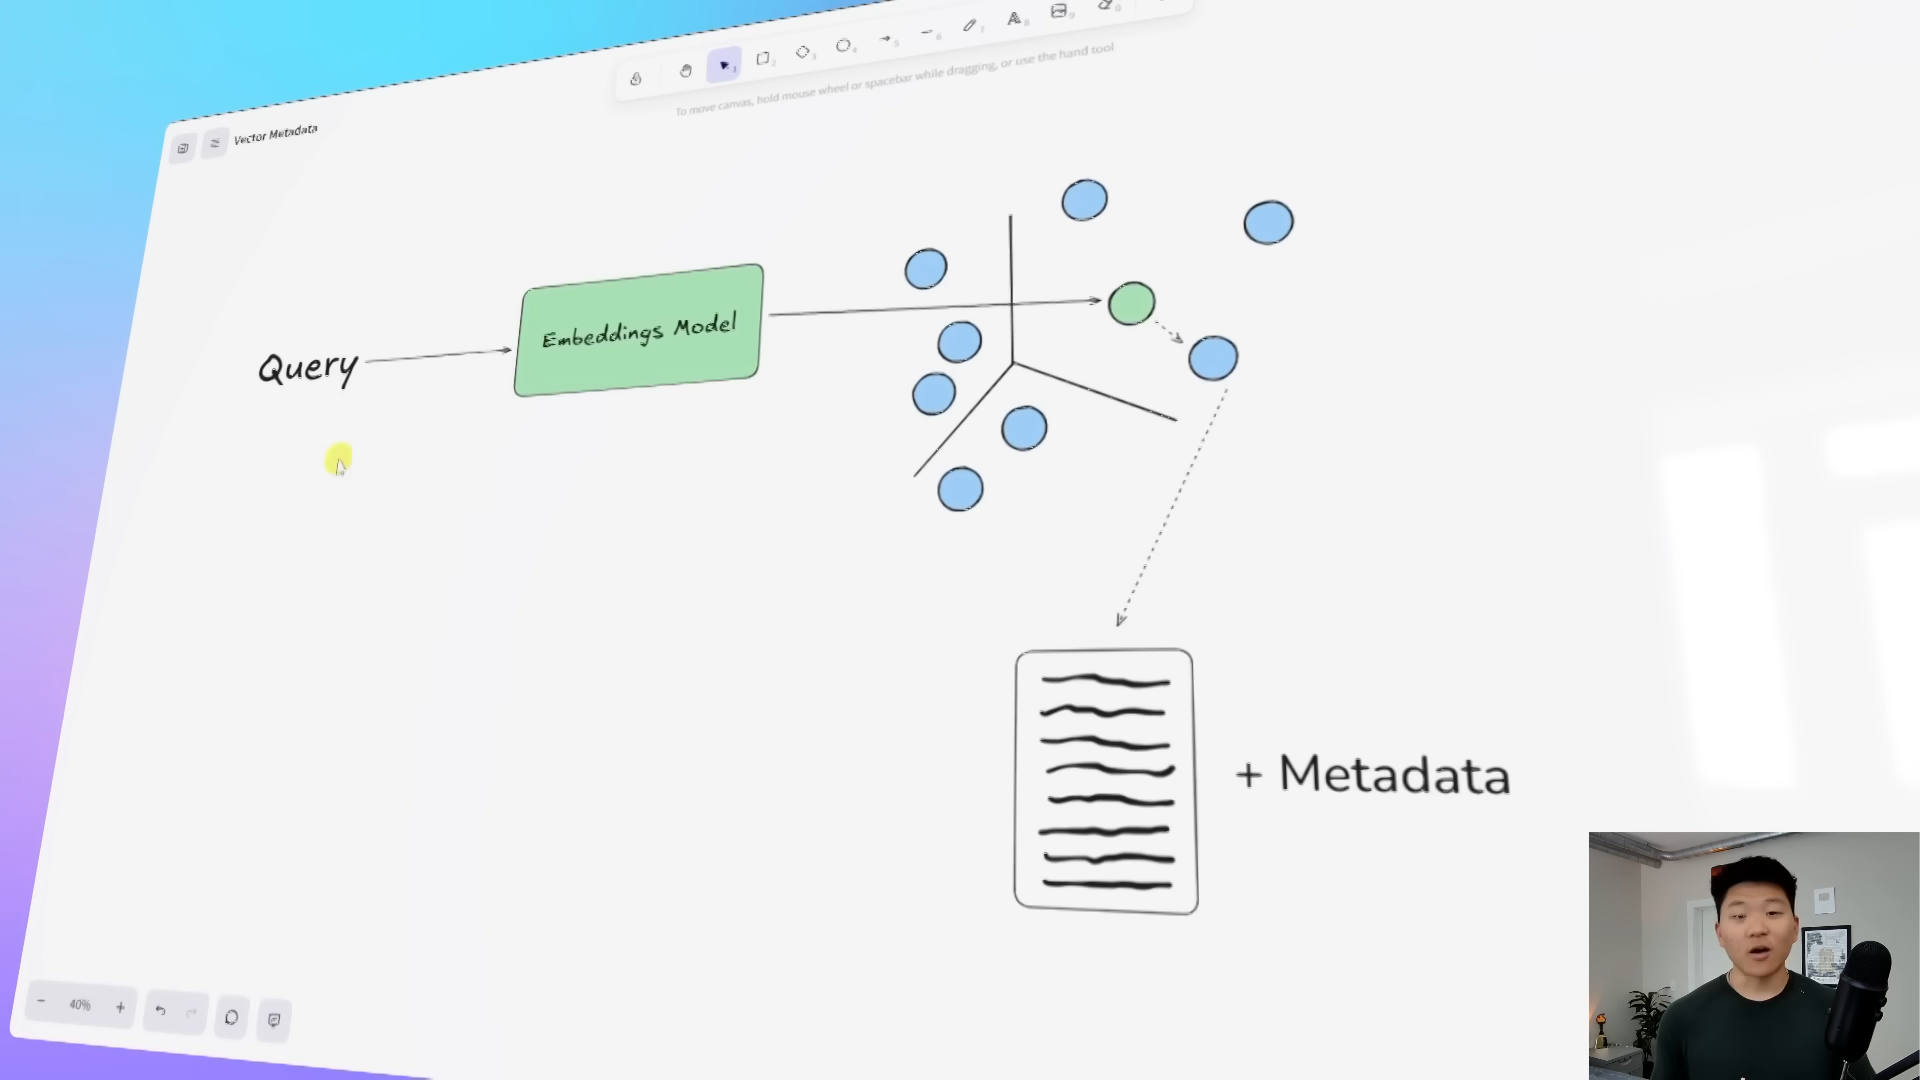 To move canvas, hold mouse wheel or spacebar while dragging, or use the hand tool
Vector Metadata
Query
Embeddings Model
+ Metadata
40%